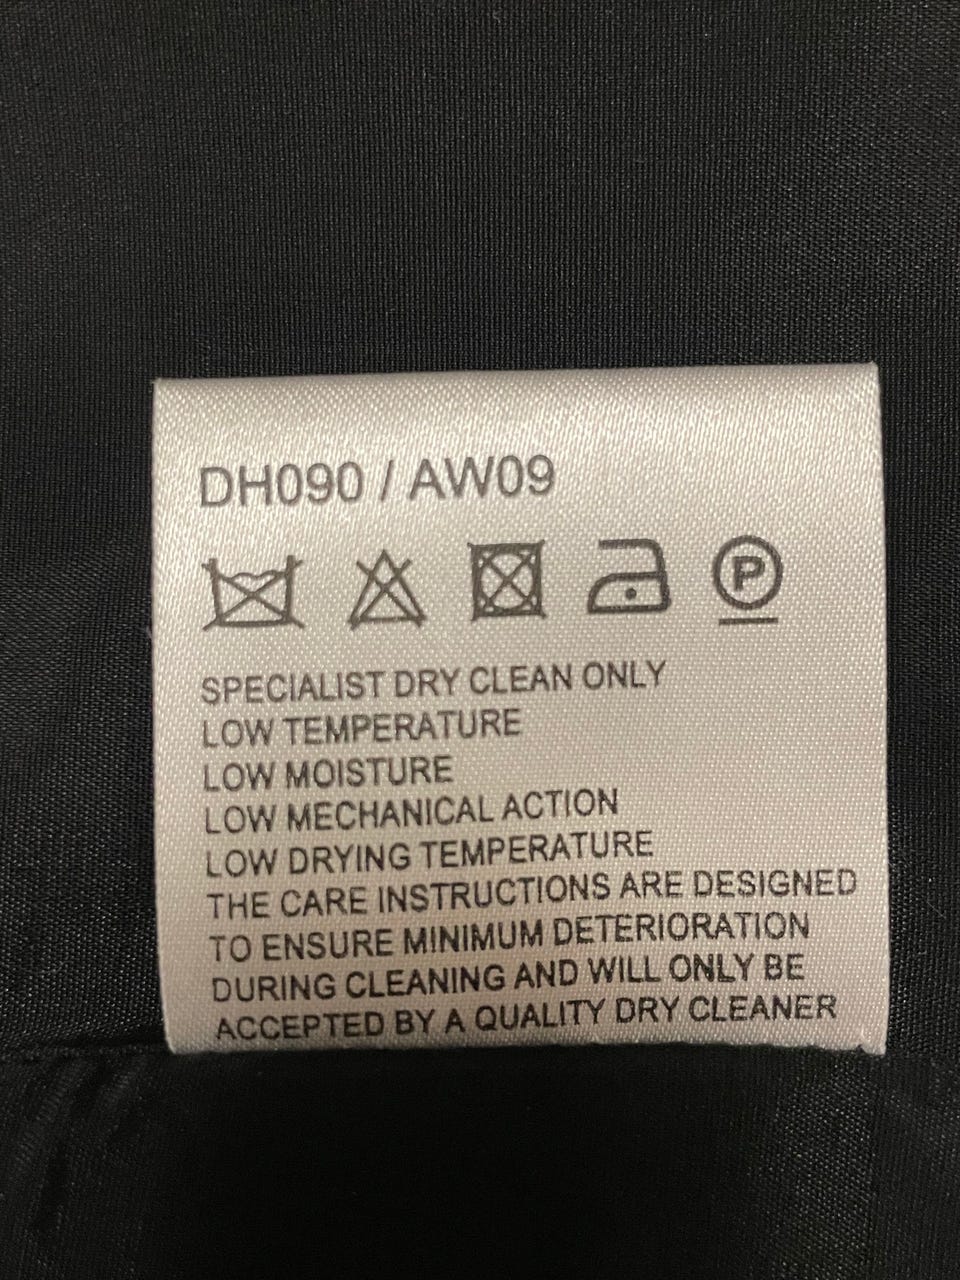 DH090 / AW09
P
SPECIALIST DRY CLEAN ONLY
LOW TEMPERATURE
LOW MOISTURE
LOW MECHANICAL ACTION
LOW DRYING TEMPERATURE
THE CARE INSTRUCTIONS ARE DESIGNED
TO ENSURE MINIMUM DETERIORATION
DURING CLEANING AND WILL ONLY BE
ACCEPTED BY A QUALITY DRY CLEANER